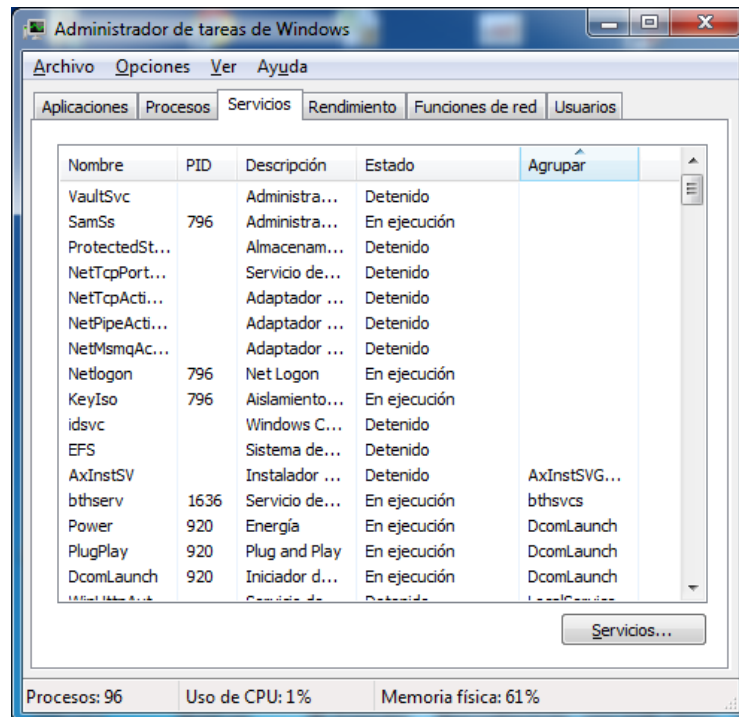 Administrador de tareas de Windows
Archivo Opciones Ver Ayuda
Aplicaciones Procesos Servicios Rendimiento Funciones de red Usuarios
Nombre PID Descripción Estado Agrupar
VaultSvc Administra... Detenido
SamSs 796 Administra... En ejecución
ProtectedSt... Almacenam... Detenido
NetTcpPort... Servicio de... Detenido
NetTcpActi... Adaptador ... Detenido
NetPipeActi... Adaptador ... Detenido
NetMsmqAc... Adaptador ... Detenido
Netlogon 796 Net Logon En ejecución
KeyIso 796 Aislamiento... En ejecución
idsvc Windows C... Detenido
EFS Sistema de... Detenido
AxInstSV Instalador ... Detenido AxInstSVG...
bthserv 1636 Servicio de... En ejecución bthsvcs
Power 920 Energía En ejecución DcomLaunch
PlugPlay 920 Plug and Play En ejecución DcomLaunch
DcomLaunch 920 Iniciador d... En ejecución DcomLaunch
Servicios...
Procesos: 96 Uso de CPU: 1% Memoria física: 61%